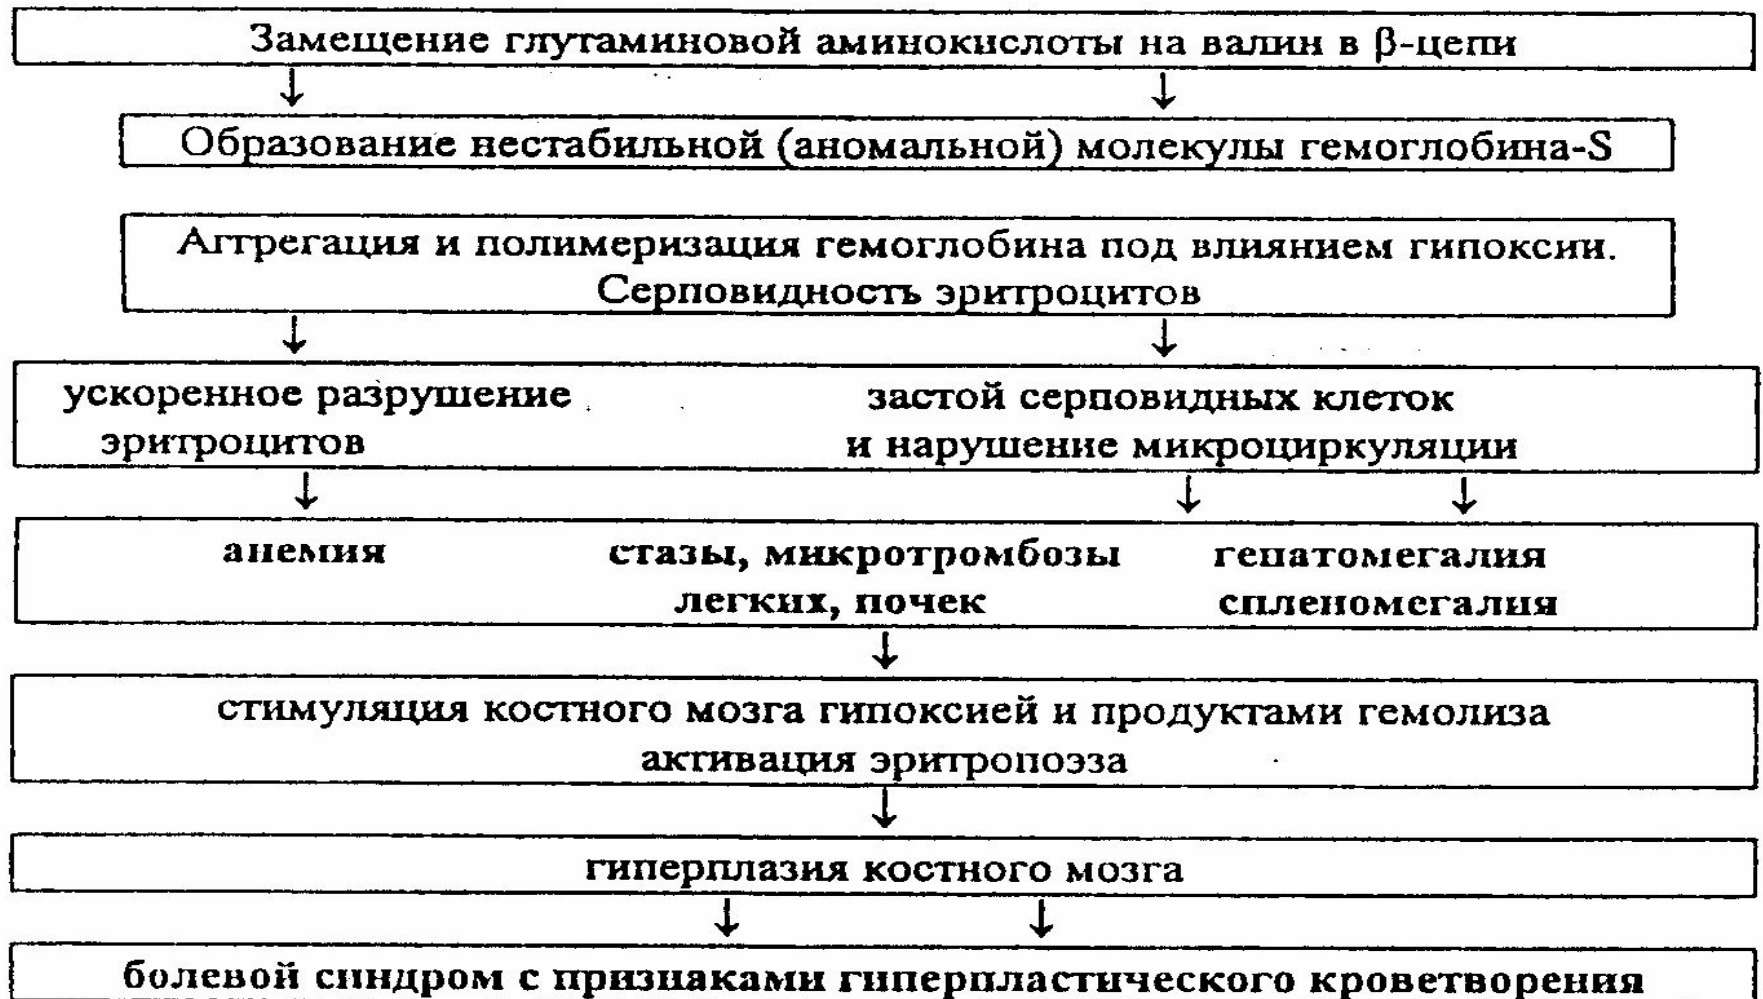 Замещение глутаминовой аминокислоты на валин в β-цепи
Образование нестабильной (аномальной) молекулы гемоглобина-S
Агрегация и полимеризация гемоглобина под влиянием гипоксии.
Серповидность эритроцитов
ускоренное разрушение застой серповидных клеток
эритроцитов и нарушение микроциркуляции
анемия стазы, микротромбозы гепатомегалия
легких, почек спленомегалия
стимуляция костного мозга гипоксией и продуктами гемолиза
активация эритропоэза
гиперплазия костного мозга
болевой синдром с признаками гиперпластического кроветворения